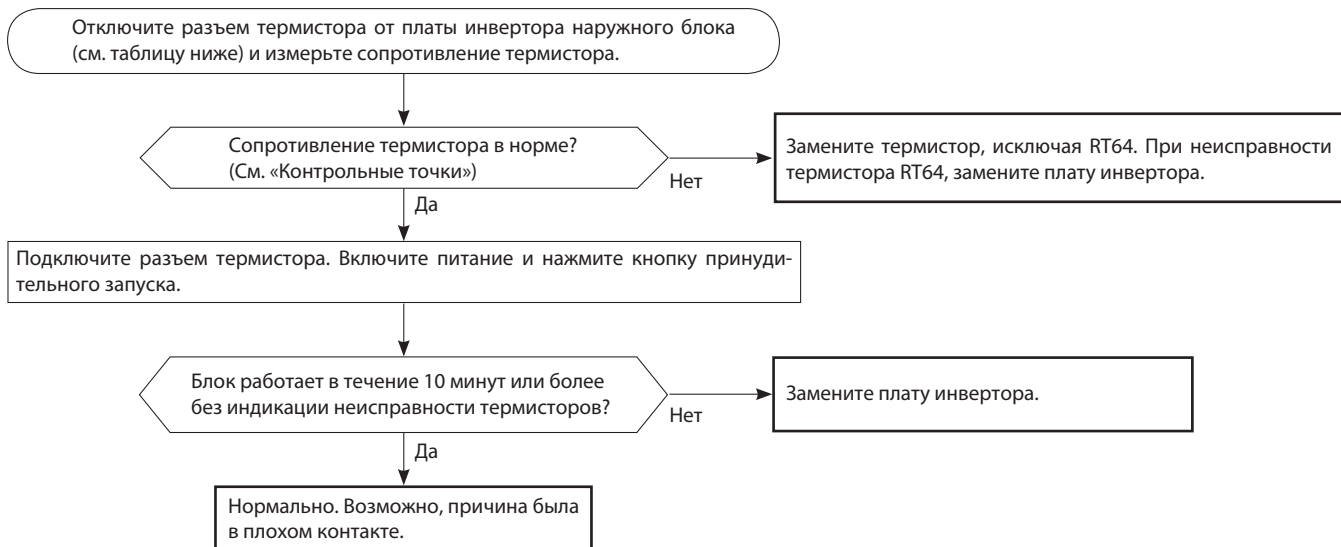 Отключите разъем термистора от платы инвертора наружного блока
(см. таблицу ниже) и измерьте сопротивление термистора.
Сопротивление термистора в норме?
(См. «Контрольные точки»)
Нет
Замените термистор, исключая RT64. При неисправности
термистора RT64, замените плату инвертора.
Да
Подключите разъем термистора. Включите питание и нажмите кнопку принуди-
тельного запуска.
Блок работает в течение 10 минут или более
без индикации неисправности термисторов?
Нет
Замените плату инвертора.
Да
Нормально. Возможно, причина была
в плохом контакте.